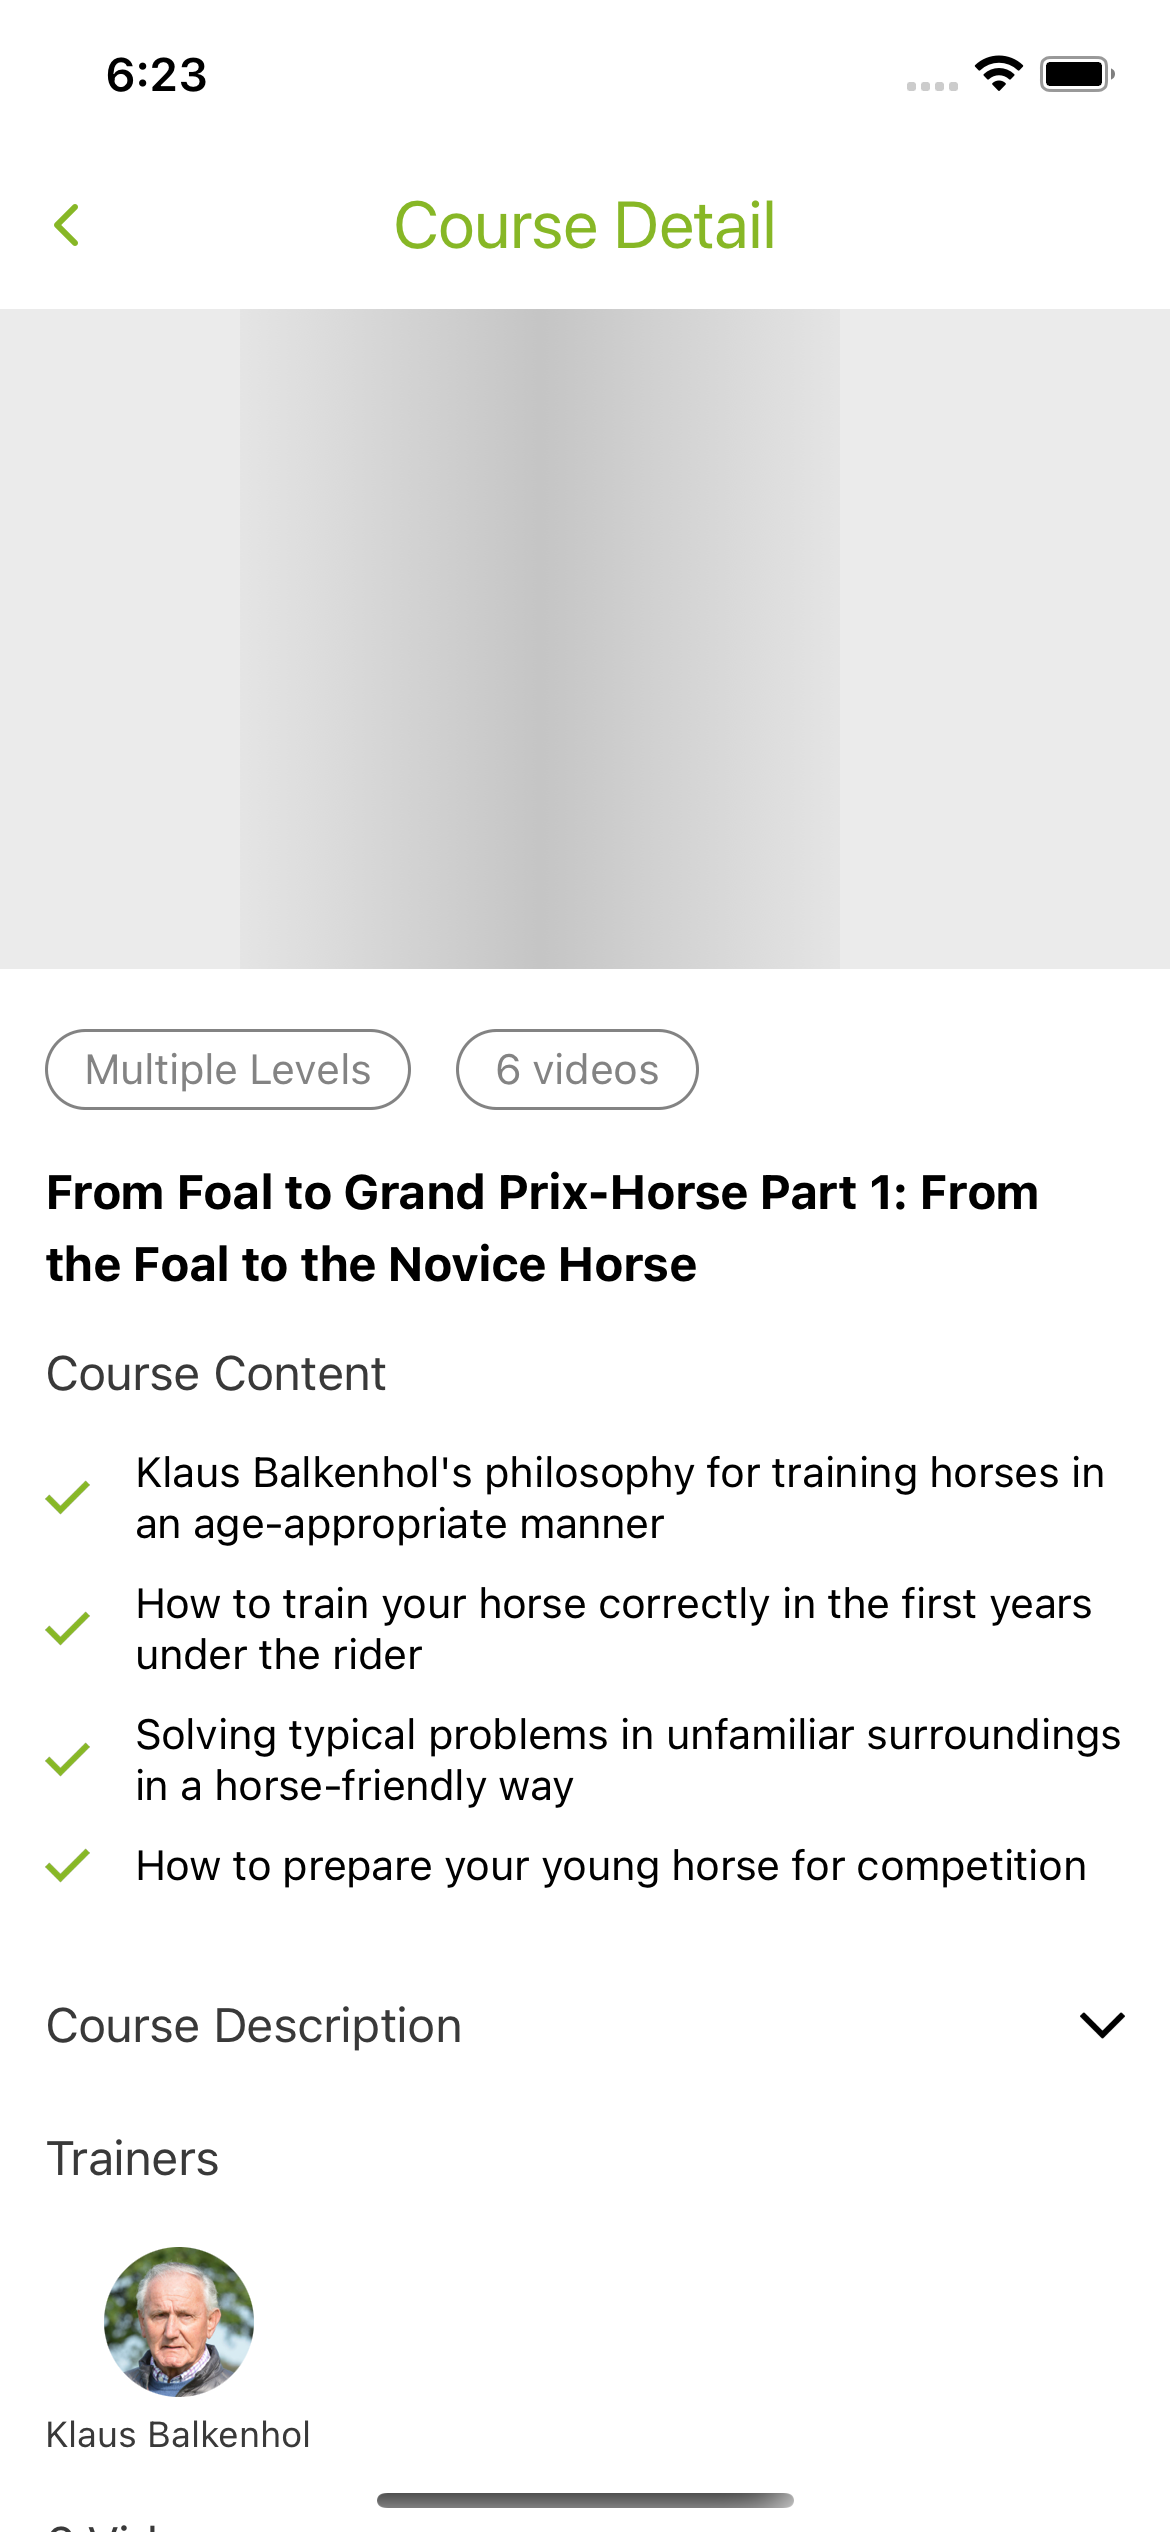 6:23
Course Detail
Multiple Levels
6 videos
From Foal to Grand Prix-Horse Part 1: From
the Foal to the Novice Horse
Course Content
Klaus Balkenhol's philosophy for training horses in
an age-appropriate manner
How to train your horse correctly in the first years
under the rider
Solving typical problems in unfamiliar surroundings
in a horse-friendly way
How to prepare your young horse for competition
Course Description
Trainers
Klaus Balkenhol